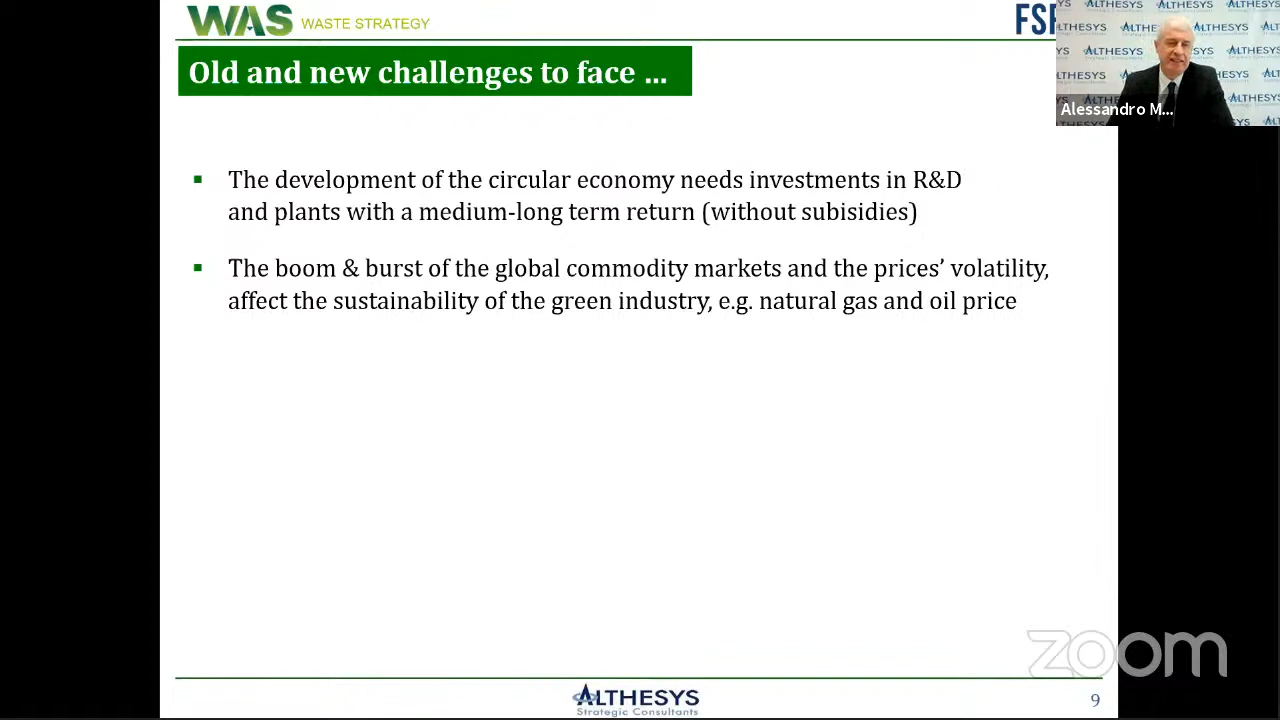 WAS WASTE STRATEGY
Old and new challenges to face ...
▪ The development of the circular economy needs investments in R&D
and plants with a medium-long term return (without subisidies)
▪ The boom & burst of the global commodity markets and the prices’ volatility,
affect the sustainability of the green industry, e.g. natural gas and oil price
ALTHESYS
ALTHESYS
ALTHESYS
Alessandro M...
zoom
ALTHESYS
Strategic Consultants
9